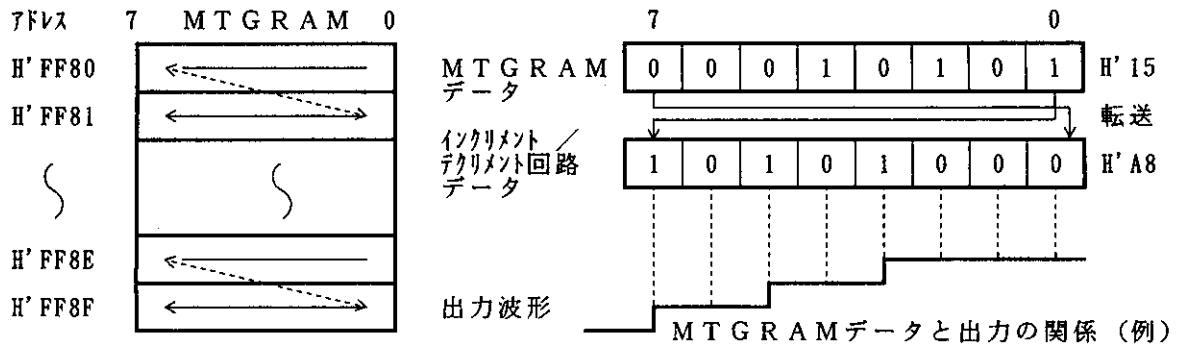 アドレス 7 MTGRAM 0
H'FF80
H'FF81
H'FF8E
H'FF8F
7 0
MTGRAM
データ
0 0 0 1 0 1 0 1
H'15
転送
インクリメント/
デクリメント回路
データ
1 0 1 0 1 0 0 0
H'A8
出力波形
MTGRAMデータと出力の関係(例)